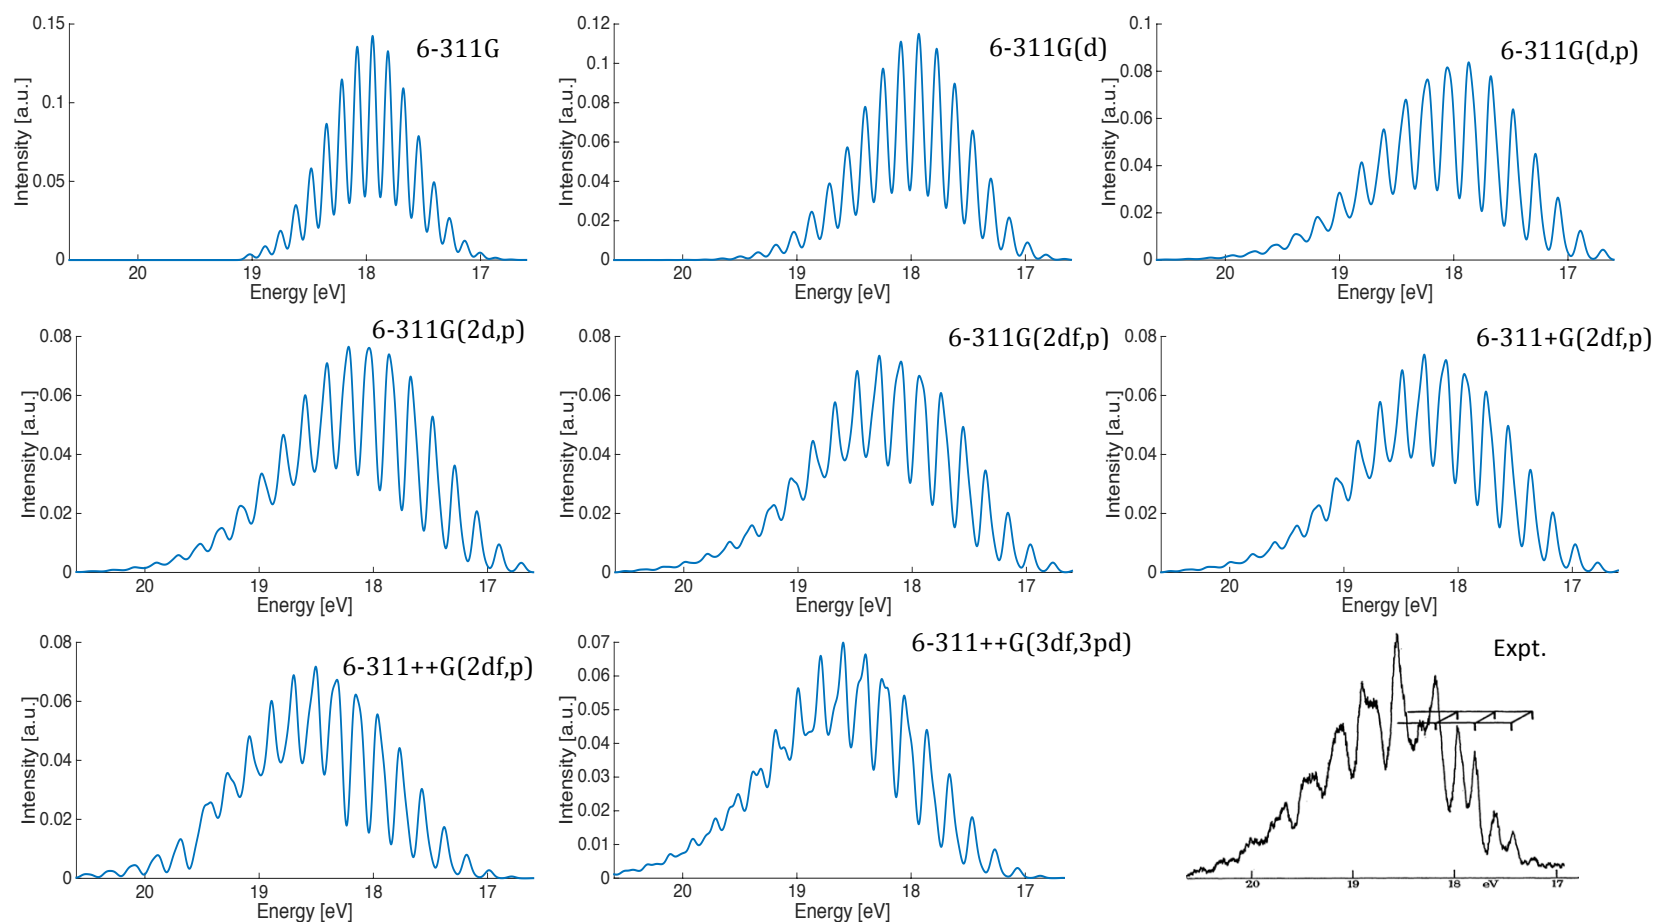 6-311G
0.15
0.1
0.05
0
Intensity [a.u.]
20 19 18 17
Energy [eV]
6-311G(d)
0.12
0.1
0.08
0.06
0.04
0.02
0
Intensity [a.u.]
20 19 18 17
Energy [eV]
6-311G(d,p)
0.1
0.08
0.06
0.04
0.02
0
Intensity [a.u.]
20 19 18 17
Energy [eV]
6-311G(2d,p)
0.08
0.06
0.04
0.02
0
Intensity [a.u.]
20 19 18 17
Energy [eV]
6-311G(2df,p)
0.08
0.06
0.04
0.02
0
Intensity [a.u.]
20 19 18 17
Energy [eV]
6-311+G(2df,p)
0.08
0.06
0.04
0.02
0
Intensity [a.u.]
20 19 18 17
Energy [eV]
6-311++G(2df,p)
0.08
0.06
0.04
0.02
0
Intensity [a.u.]
20 19 18 17
Energy [eV]
6-311++G(3df,3pd)
0.07
0.06
0.05
0.04
0.03
0.02
0.01
0
Intensity [a.u.]
20 19 18 17
Energy [eV]
Expt.
20 19 18 eV 17